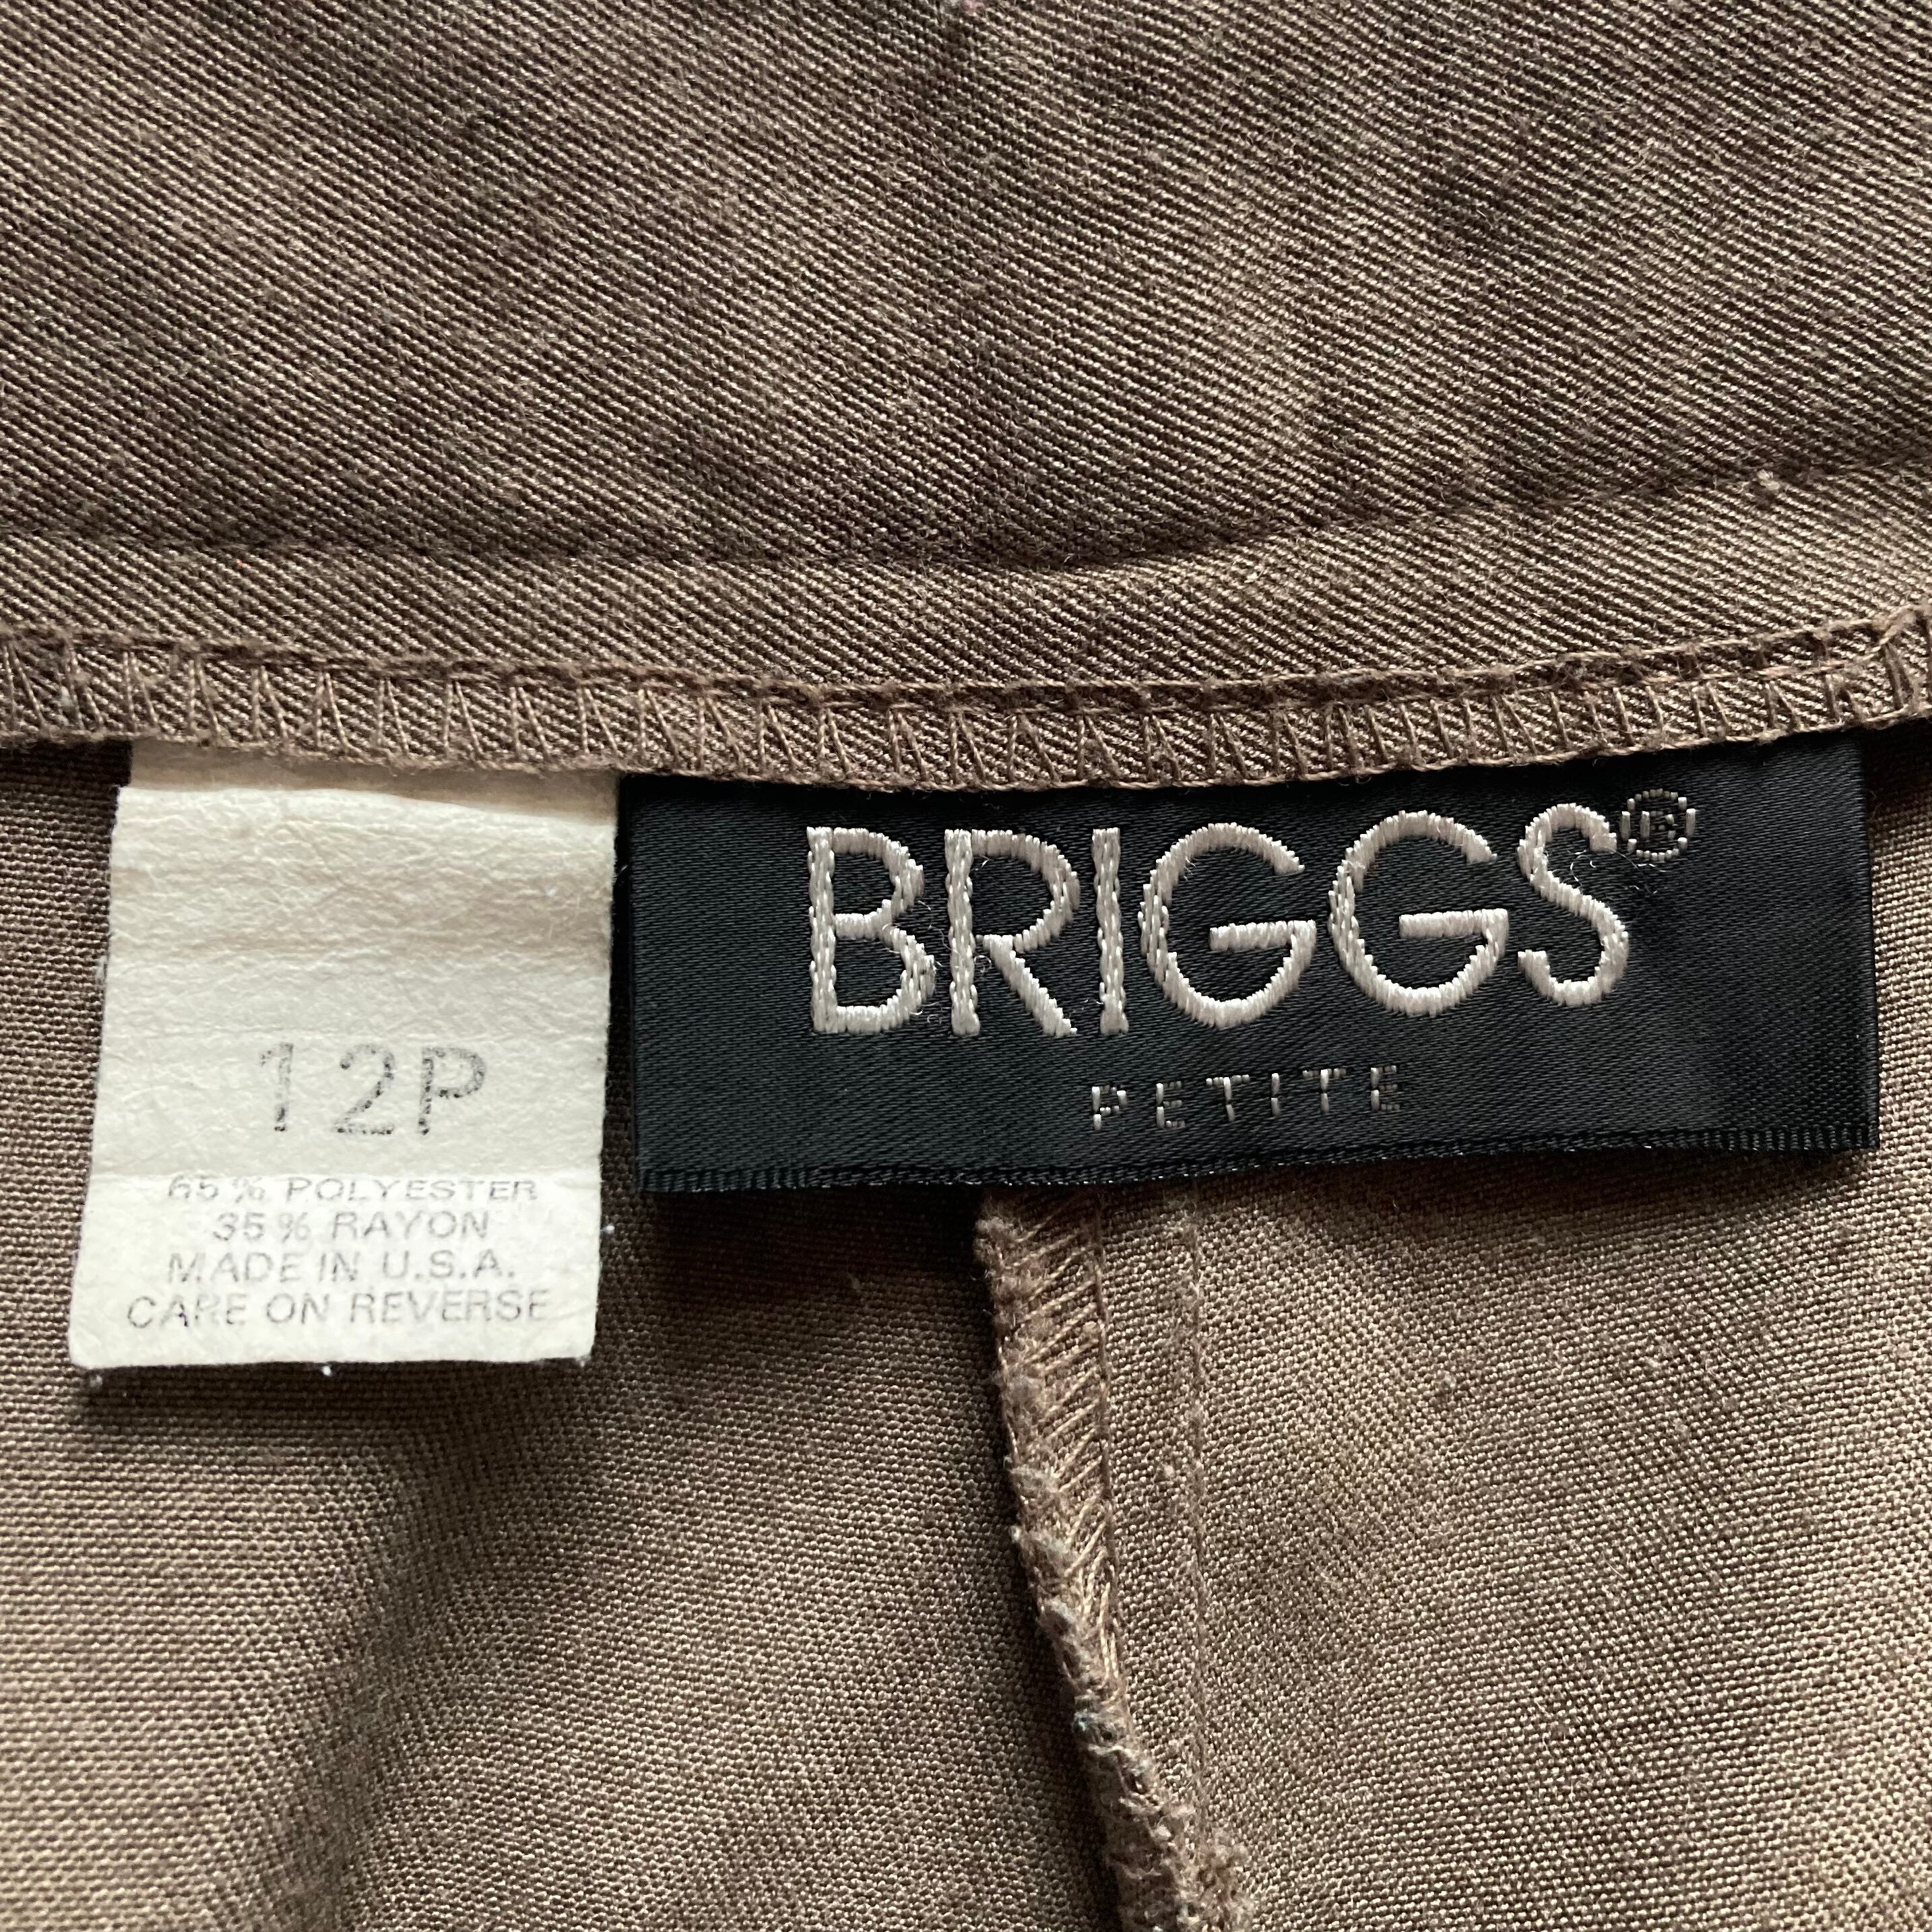 BRIGGS®
PETITE
12P
65% POLYESTER
35% RAYON
MADE IN U.S.A.
CARE ON REVERSE